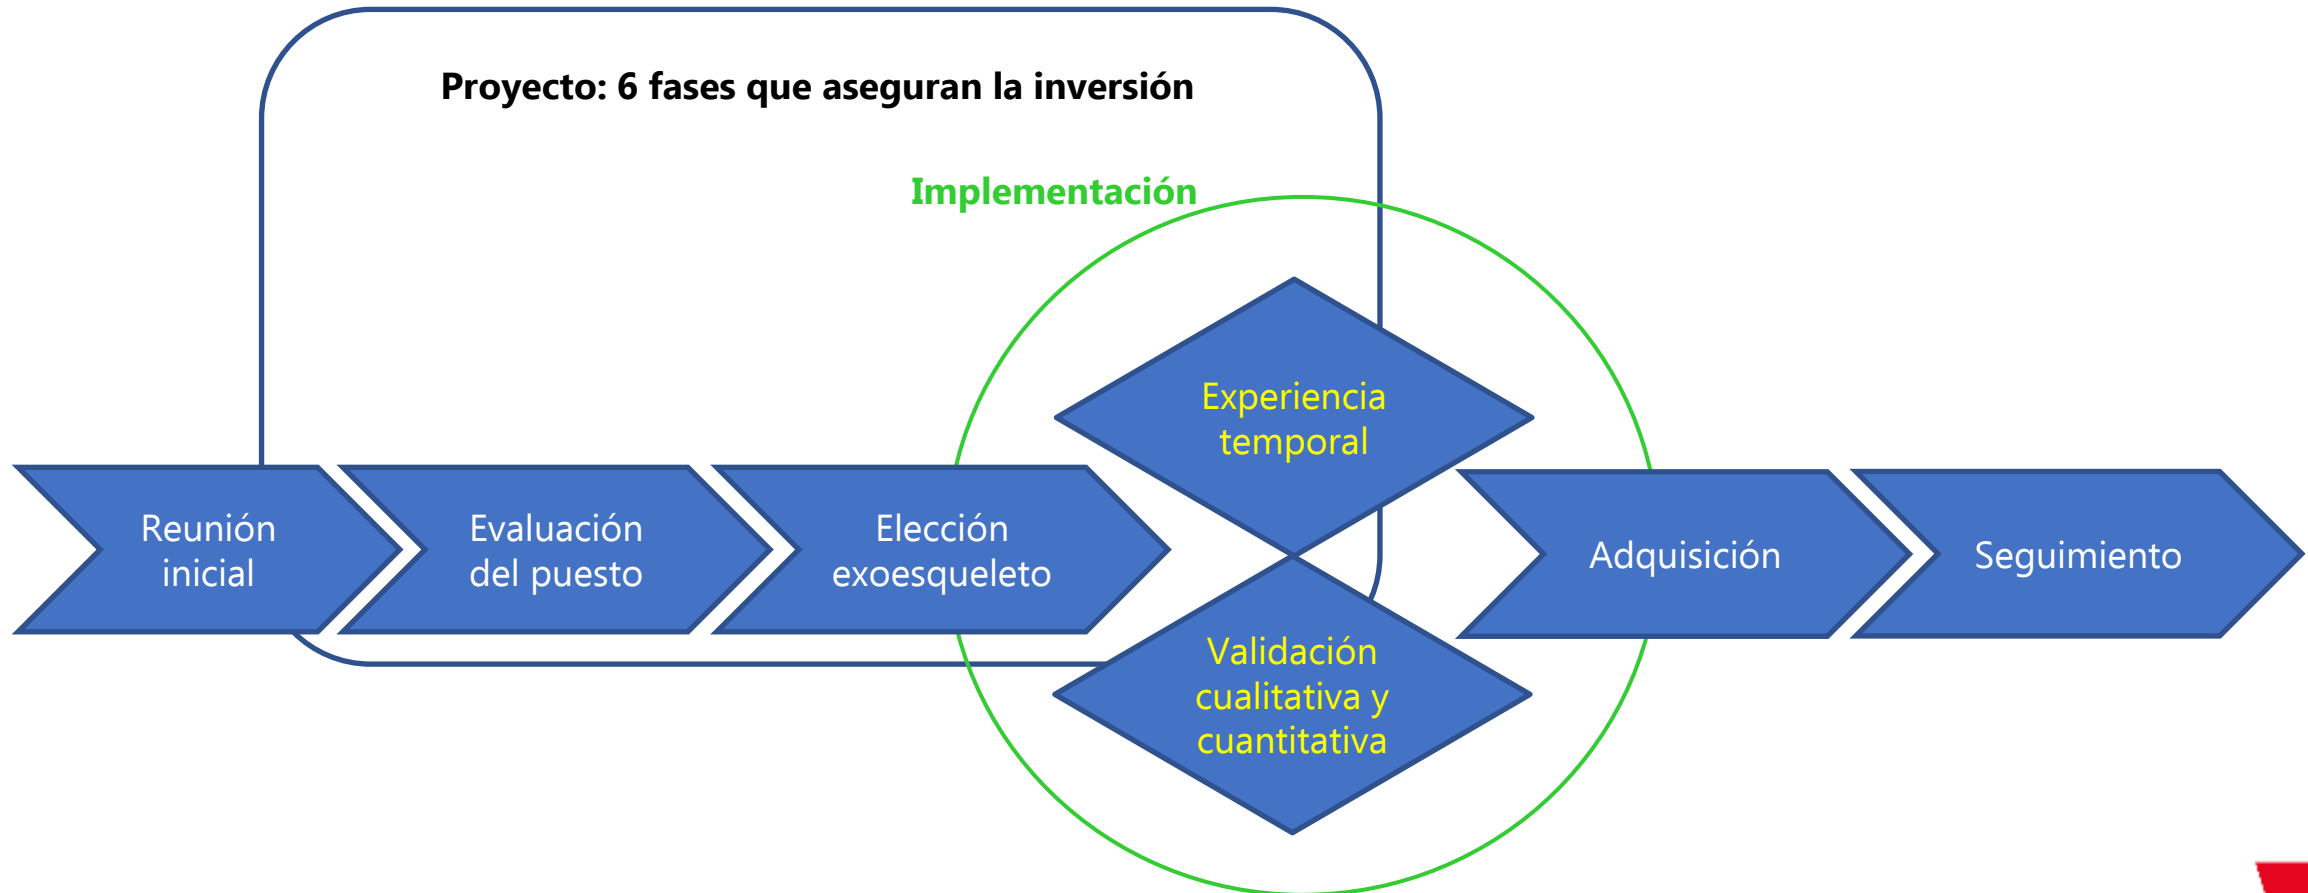 Proyecto: 6 fases que aseguran la inversión
Implementación
Reunión
inicial
Evaluación
del puesto
Elección
exoesqueleto
Experiencia
temporal
Validación
cualitativa y
cuantitativa
Adquisición
Seguimiento